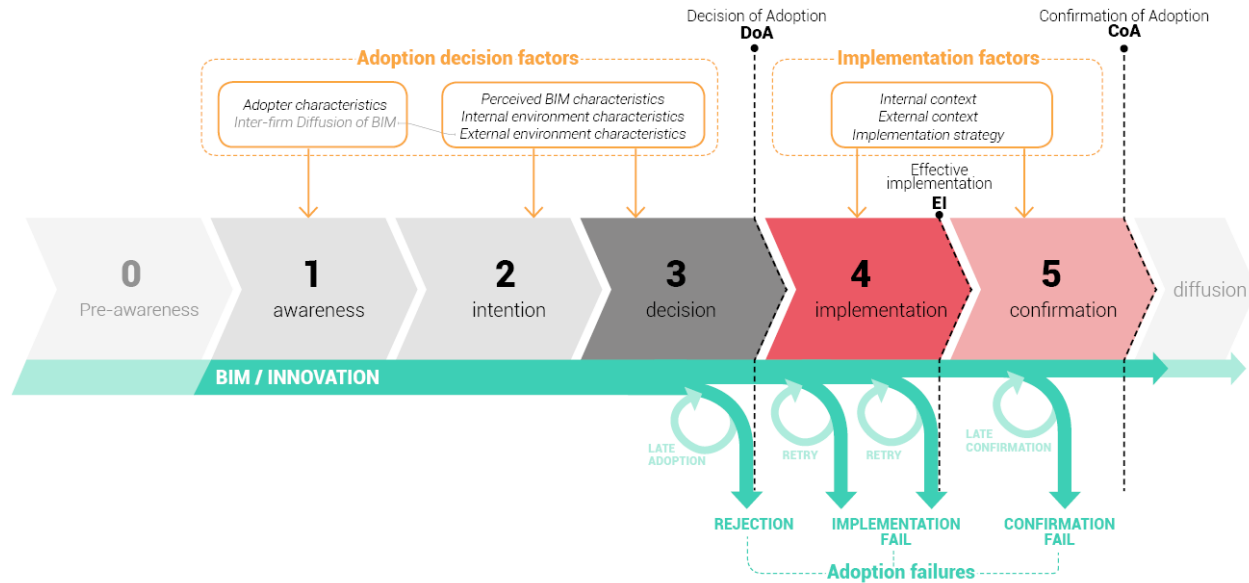 Decision of Adoption
DoA
Confirmation of Adoption
CoA
Adoption decision factors
Implementation factors
Adopter characteristics
Inter-firm Diffusion of BIM
Perceived BIM characteristics
Internal environment characteristics
External environment characteristics
Internal context
External context
Implementation strategy
Effective
implementation
EI
0
Pre-awareness
1
awareness
2
intention
3
decision
4
implementation
5
confirmation
diffusion
BIM / INNOVATION
LATE
ADOPTION
RETRY
RETRY
LATE
CONFIRMATION
REJECTION
IMPLEMENTATION
FAIL
CONFIRMATION
FAIL
Adoption failures